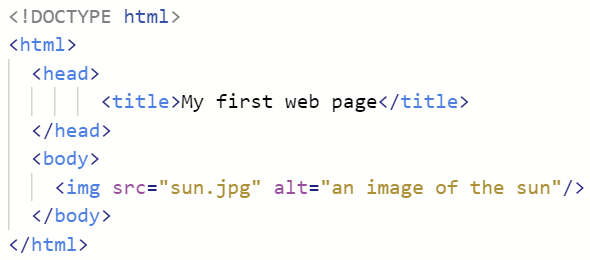 <!DOCTYPE html>
<html>
<head>
<title>My first web page</title>
</head>
<body>
<img src="sun.jpg" alt="an image of the sun"/>
</body>
</html>